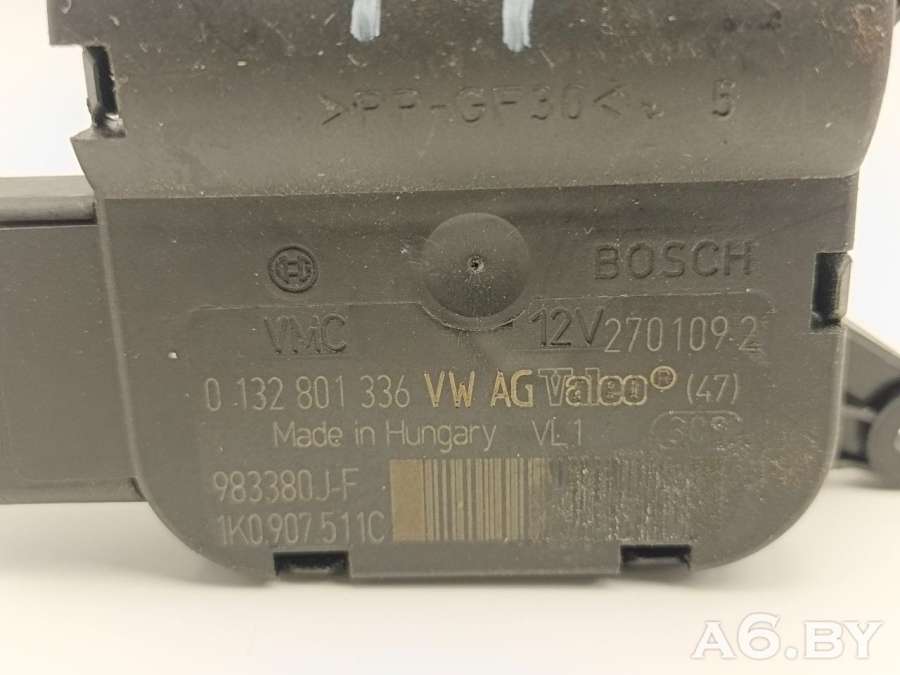 >PP-GF30< 5
BOSCH
VMC 12V 270109 2
0 132 801 336 VW AG Valeo® (47)
Made in Hungary VL1
983380J-F
1K0.907.511C
A6.BY